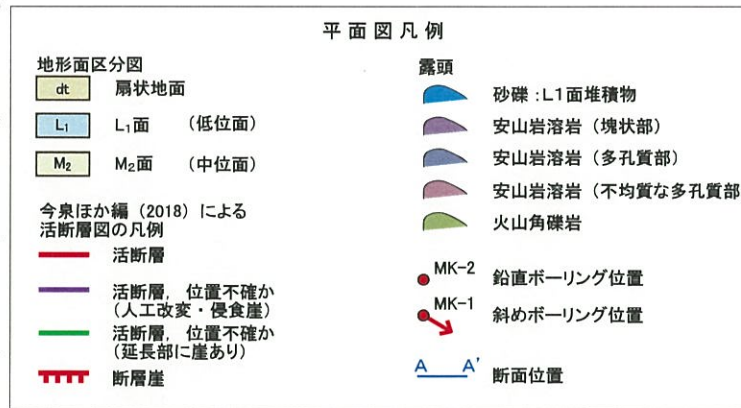 平面図凡例
地形面区分図
dt 扇状地面
L1 L1面 (低位面)
M2 M2面 (中位面)
今泉ほか編 (2018) による
活断層図の凡例
活断層
活断層，位置不確か
(人工改変・侵食崖)
活断層，位置不確か
(延長部に崖あり)
断層崖
露頭
砂礫：L1面堆積物
安山岩溶岩 (塊状部)
安山岩溶岩 (多孔質部)
安山岩溶岩 (不均質な多孔質部
火山角礫岩
MK-2 鉛直ボーリング位置
MK-1 斜めボーリング位置
A A' 断面位置